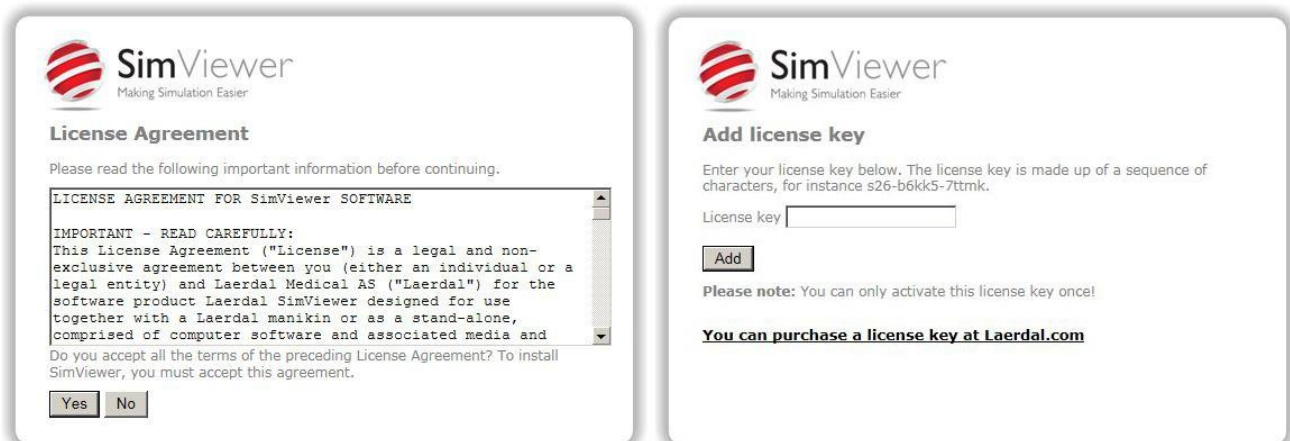 SimViewer
Making Simulation Easier
License Agreement
Please read the following important information before continuing.
LICENSE AGREEMENT FOR SimViewer SOFTWARE
IMPORTANT - READ CAREFULLY:
This License Agreement ("License") is a legal and non-
exclusive agreement between you (either an individual or a
legal entity) and Laerdal Medical AS ("Laerdal") for the
software product Laerdal SimViewer designed for use
together with a Laerdal manikin or as a stand-alone,
comprised of computer software and associated media and
Do you accept all the terms of the preceding License Agreement? To install
SimViewer, you must accept this agreement.
Yes No
SimViewer
Making Simulation Easier
Add license key
Enter your license key below. The license key is made up of a sequence of
characters, for instance s26-b6kk5-7ttmk.
License key
Add
Please note: You can only activate this license key once!
You can purchase a license key at Laerdal.com